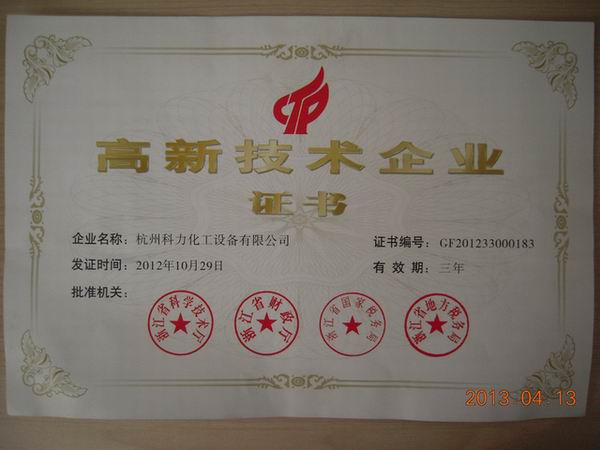 高新技术企业
证书
企业名称：杭州科力化工设备有限公司
证书编号：GF201233000183
发证时间：2012年10月29日
有效期：三年
批准机关：
浙江省科学技术厅
浙江省财政厅
浙江省国家税务局
浙江省地方税务局
2013 04 13